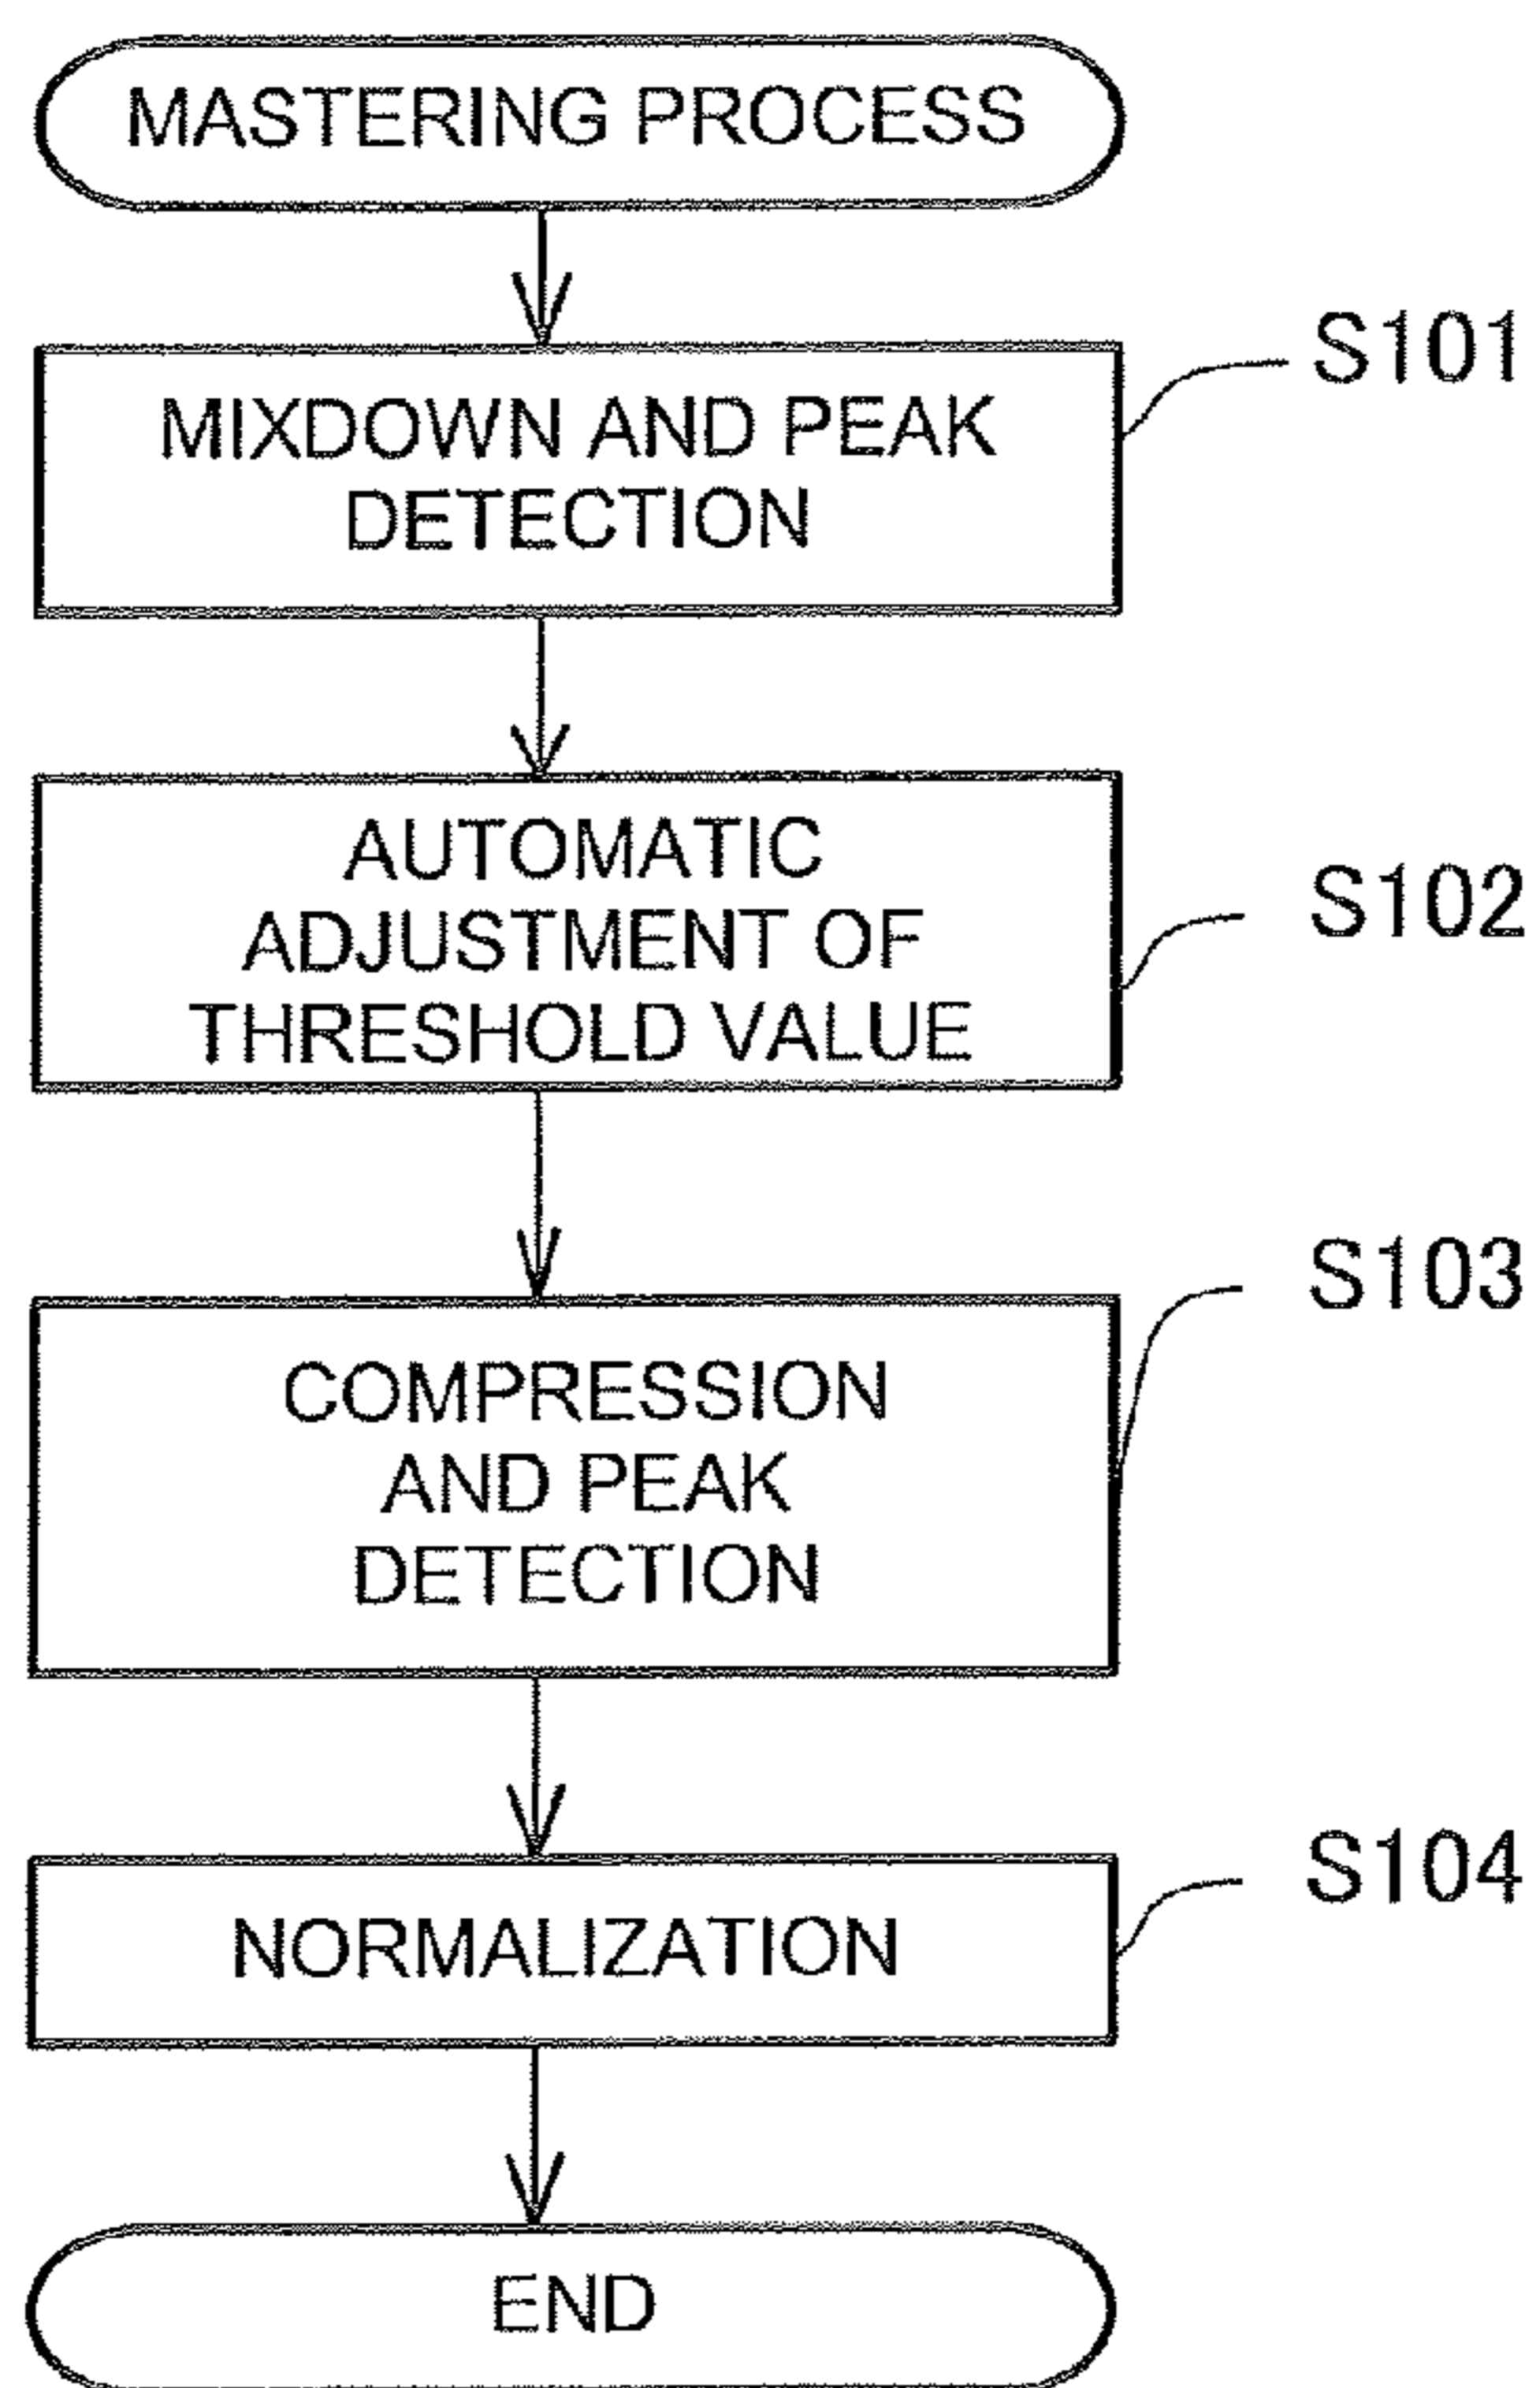 MASTERING PROCESS
S101
MIXDOWN AND PEAK
DETECTION
AUTOMATIC
S102
ADJUSTMENT OF
THRESHOLD VALUE
S103
COMPRESSION
AND PEAK
DETECTION
S104
NORMALIZATION
END